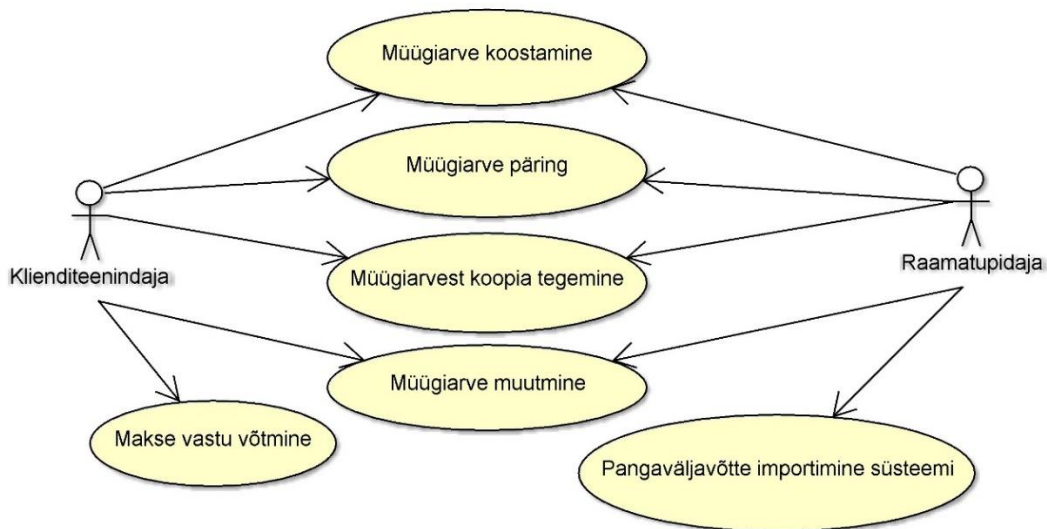 Müügiarve koostamine
Müügiarve päring
Klienditeenindaja
Raamatupidaja
Müügiarvest koopia tegemine
Müügiarve muutmine
Makse vastu võtmine
Pangaväljavõtte importimine süsteemi